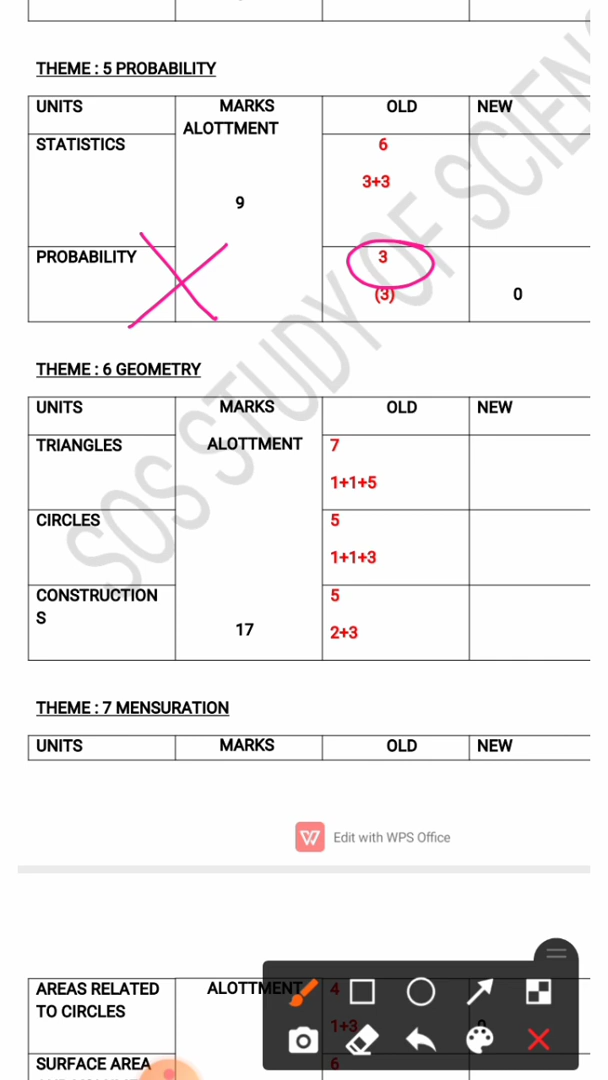 THEME : 5 PROBABILITY
UNITS MARKS ALOTTMENT OLD NEW
STATISTICS 6
3+3
9
PROBABILITY 3
(3) 0
THEME : 6 GEOMETRY
UNITS MARKS OLD NEW
TRIANGLES ALOTTMENT 7
1+1+5
CIRCLES 5
1+1+3
CONSTRUCTION 5
S
17 2+3
THEME : 7 MENSURATION
UNITS MARKS OLD NEW
Edit with WPS Office
AREAS RELATED ALOTTMENT 4
TO CIRCLES 1+3
SURFACE AREA 6
SOS STUDY OF SCIEN